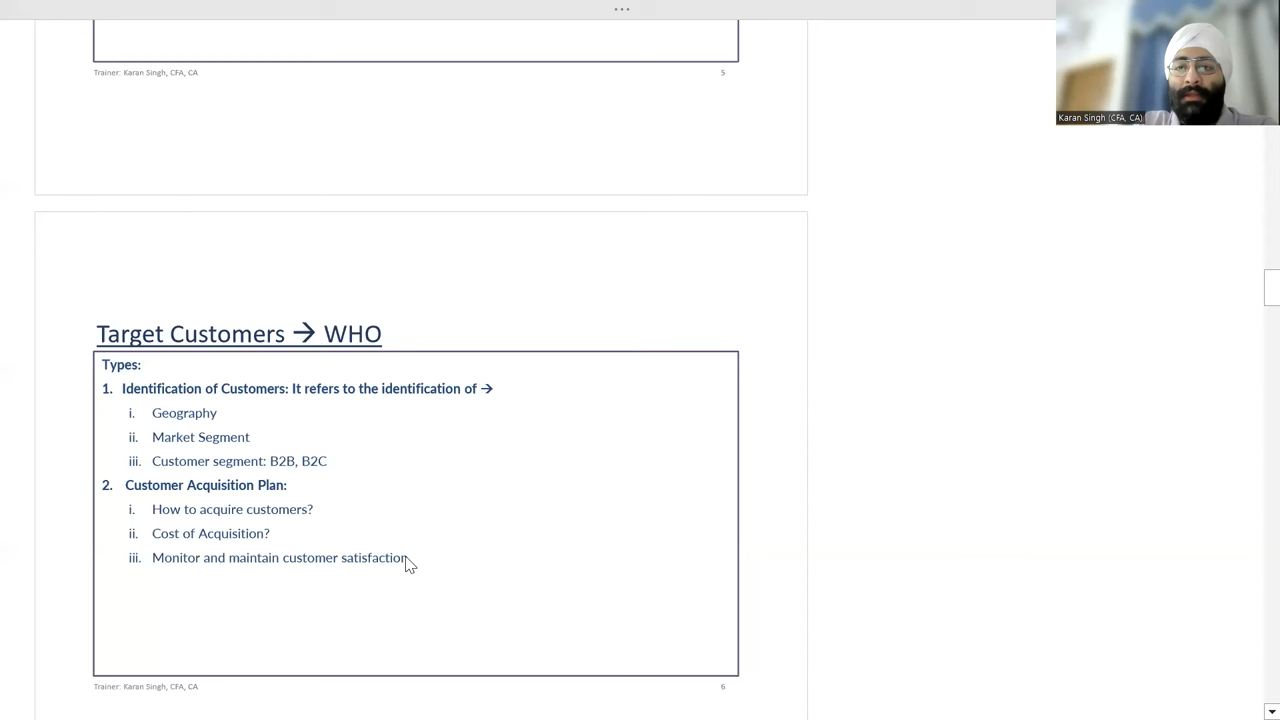 Trainer: Karan Singh, CFA, CA 5
Karan Singh (CFA, CA)
Target Customers → WHO
Types:
1. Identification of Customers: It refers to the identification of →
i. Geography
ii. Market Segment
iii. Customer segment: B2B, B2C
2. Customer Acquisition Plan:
i. How to acquire customers?
ii. Cost of Acquisition?
iii. Monitor and maintain customer satisfaction
Trainer: Karan Singh, CFA, CA 6